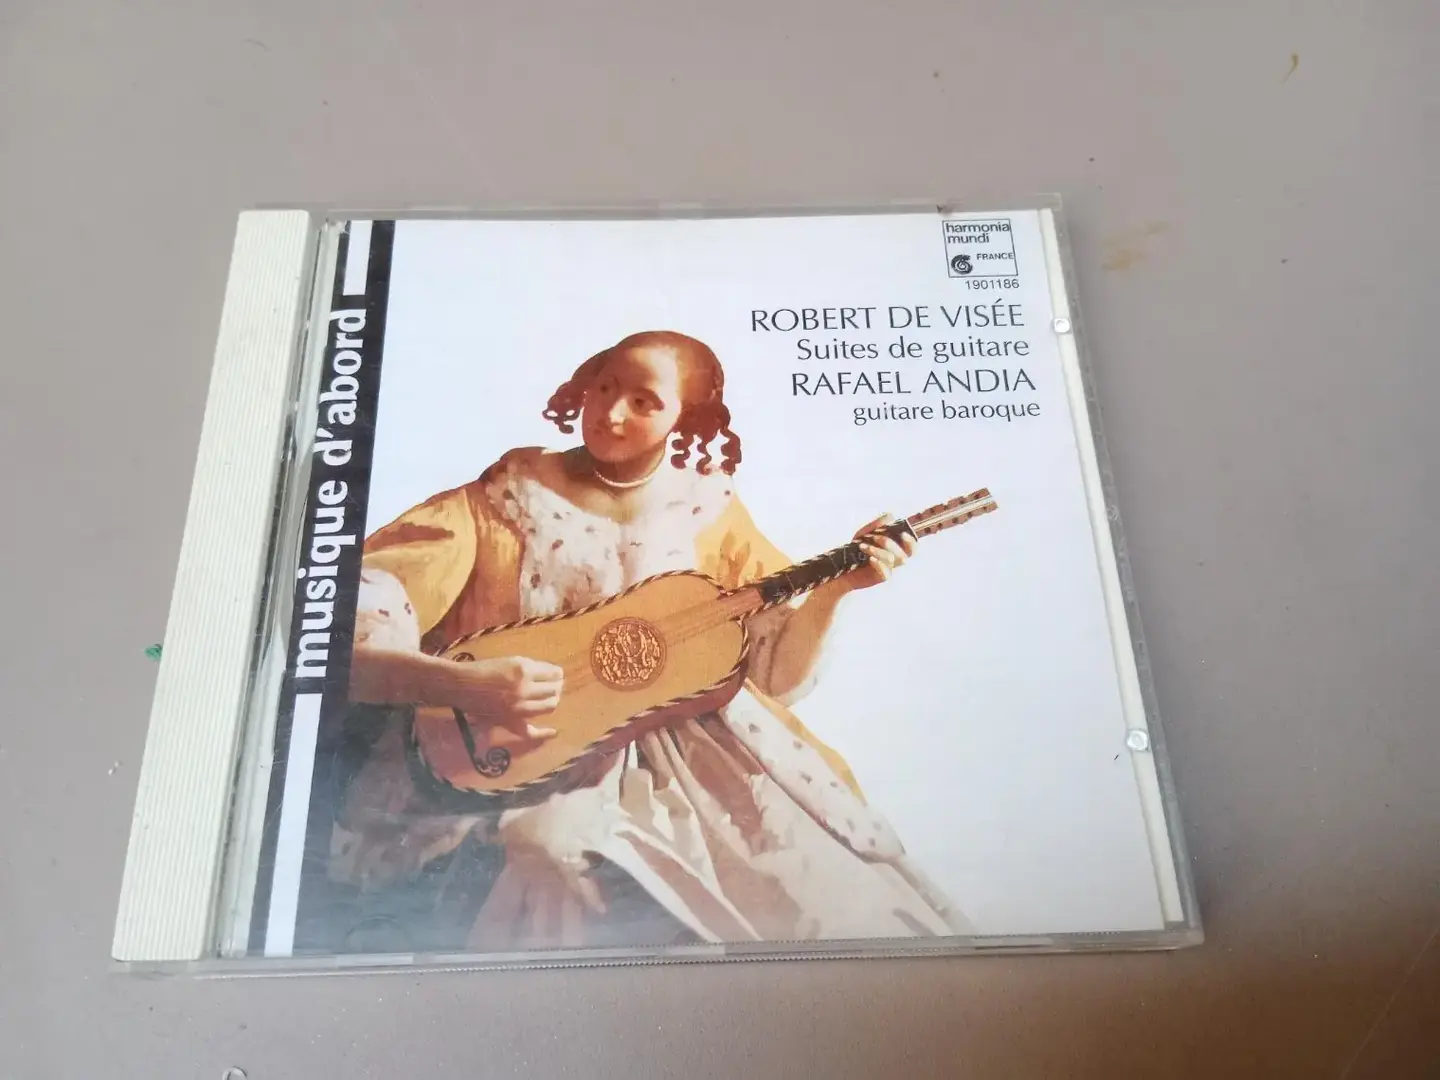 harmonia
mundi
FRANCE
1901186
ROBERT DE VISÉE
Suites de guitare
RAFAEL ANDIA
guitare baroque
musique d'abord